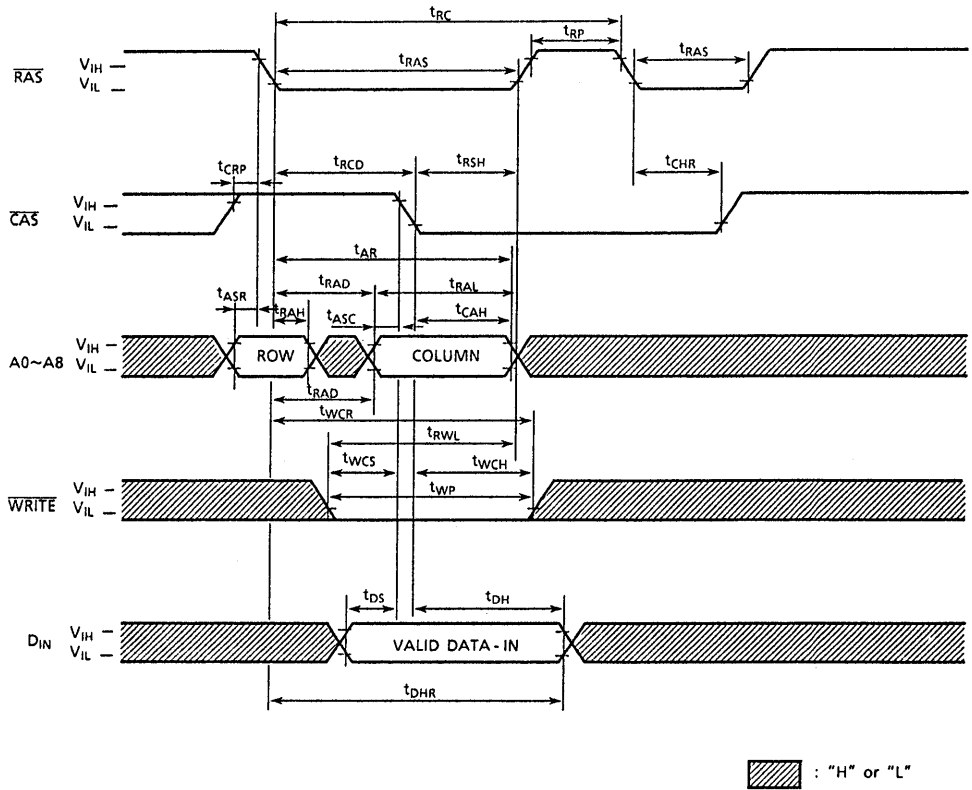 tRC
tRP
tRAS
tRAS
RAS
VIH
VIL
tCRP
tRCD
tRSH
tCHR
CAS
VIH
VIL
tAR
tRAD
tRAL
tASR
tRAH
tASC
tCAH
A0~A8
VIH
VIL
ROW
COLUMN
tRAD
tWCR
tRWL
tWCS
tWCH
tWP
WRITE
VIH
VIL
tDS
tDH
DIN
VIH
VIL
VALID DATA-IN
tDHR
: "H" or "L"